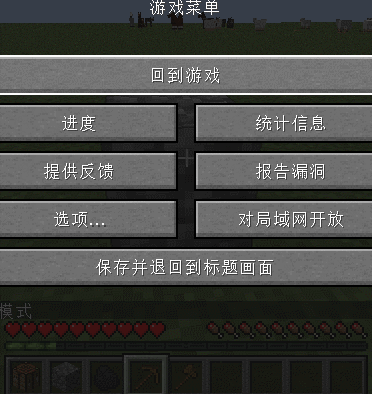 游戏菜单
回到游戏
进度
统计信息
提供反馈
报告漏洞
选项...
对局域网开放
保存并退回到标题画面
模式